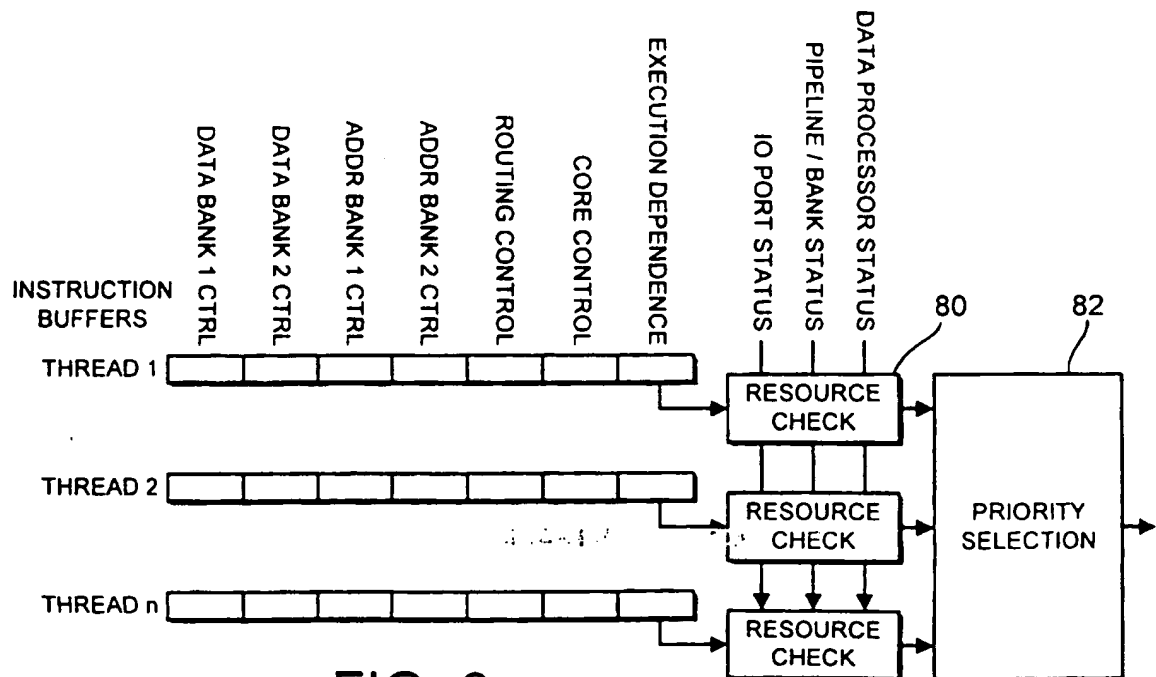 DATA BANK 1 CTRL
DATA BANK 2 CTRL
ADDR BANK 1 CTRL
ADDR BANK 2 CTRL
ROUTING CONTROL
CORE CONTROL
EXECUTION DEPENDENCE
IO PORT STATUS
PIPELINE / BANK STATUS
DATA PROCESSOR STATUS
INSTRUCTION
BUFFERS
80
82
THREAD 1
RESOURCE
CHECK
THREAD 2
RESOURCE
CHECK
PRIORITY
SELECTION
THREAD n
RESOURCE
CHECK